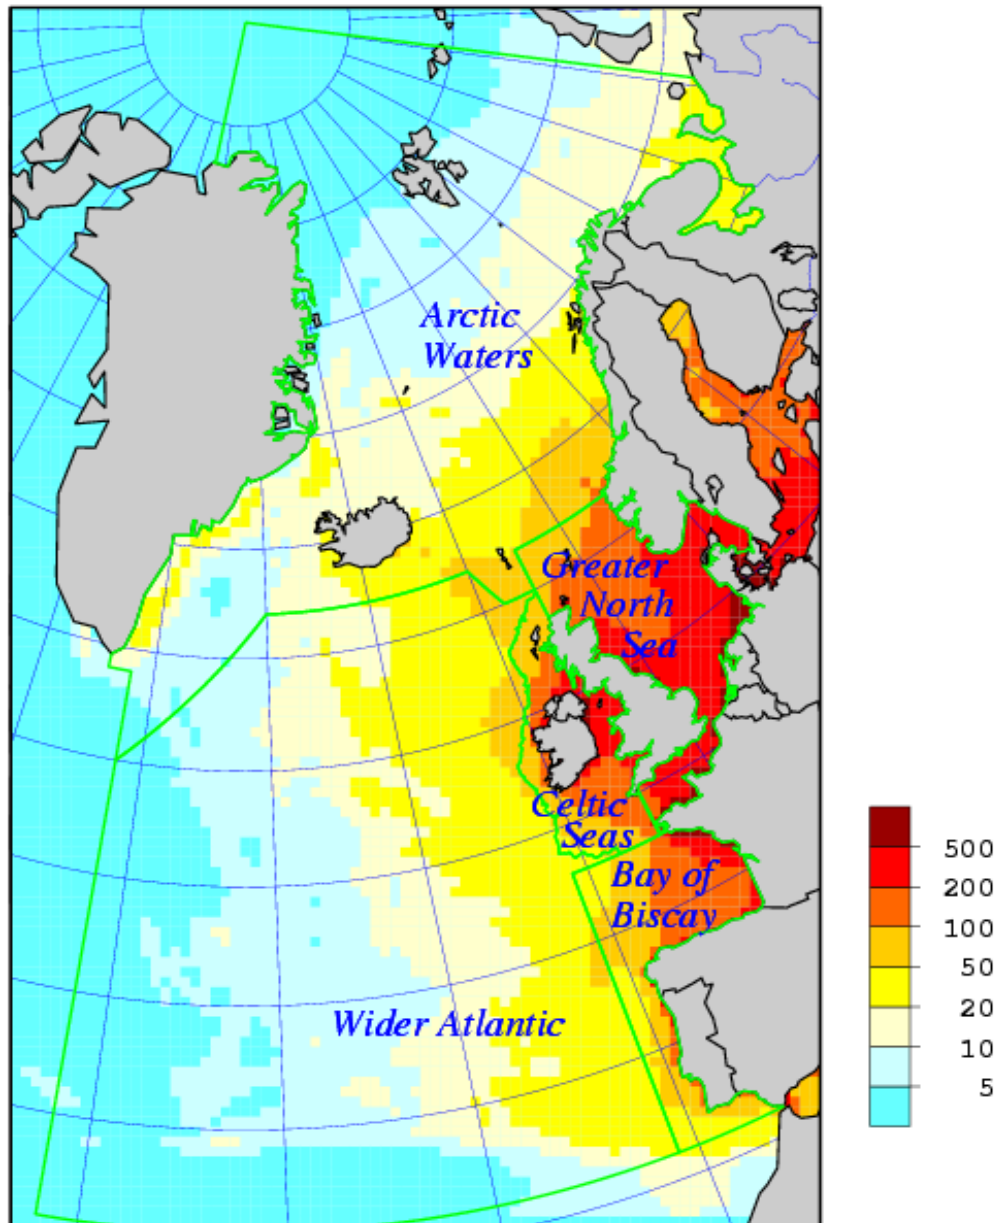 Arctic
Waters
Greater
North
Sea
Celtic
Seas
Bay of
Biscay
Wider Atlantic
500
200
100
50
20
10
5